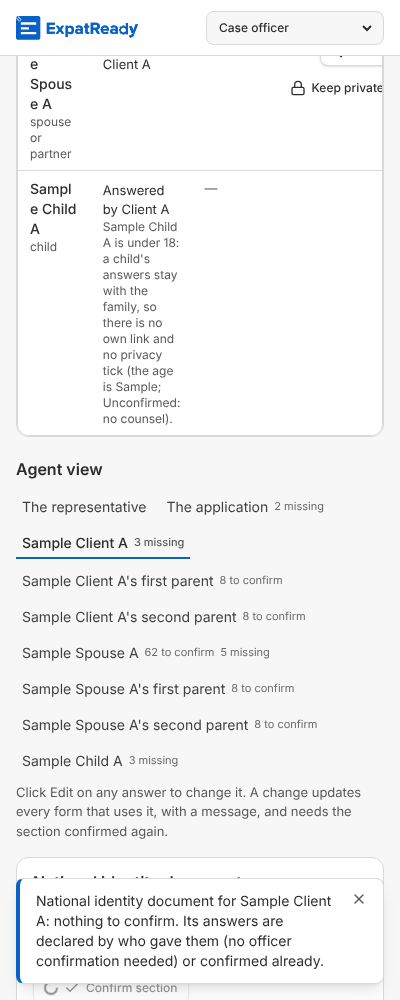 ExpatReady
Case officer
e
Spous
e A
spouse
or
partner
Client A
Keep private
Sampl
e Child
A
child
Answered
by Client A
Sample Child
A is under 18:
a child's
answers stay
with the
family, so
there is no
own link and
no privacy
tick (the age
is Sample;
Unconfirmed:
no counsel).
—
Agent view
The representative The application 2 missing
Sample Client A 3 missing
Sample Client A's first parent 8 to confirm
Sample Client A's second parent 8 to confirm
Sample Spouse A 62 to confirm 5 missing
Sample Spouse A's first parent 8 to confirm
Sample Spouse A's second parent 8 to confirm
Sample Child A 3 missing
Click Edit on any answer to change it. A change updates
every form that uses it, with a message, and needs the
section confirmed again.
National identity document for Sample Client
A: nothing to confirm. Its answers are
declared by who gave them (no officer
confirmation needed) or confirmed already.
Confirm section